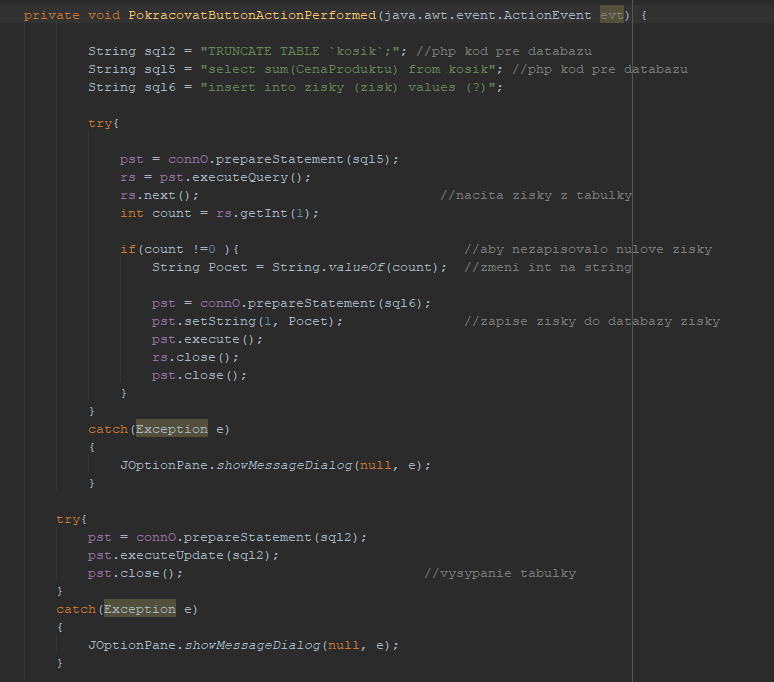 private void PokracovatButtonActionPerformed(java.awt.event.ActionEvent evt) {
String sql2 = "TRUNCATE TABLE `kosik`;"; //php kod pre databazu
String sql5 = "select sum(CenaProduktu) from kosik"; //php kod pre databazu
String sql6 = "insert into zisky (zisk) values (?)";
try{
pst = connO.prepareStatement(sql5);
rs = pst.executeQuery();
rs.next(); //nacita zisky z tabulky
int count = rs.getInt(1);
if(count !=0 ){ //aby nezapisovalo nulove zisky
String Pocet = String.valueOf(count); //zmeni int na string
pst = connO.prepareStatement(sql6);
pst.setString(1, Pocet); //zapise zisky do databazy zisky
pst.execute();
rs.close();
pst.close();
}
}
catch(Exception e)
{
JOptionPane.showMessageDialog(null, e);
}
try{
pst = connO.prepareStatement(sql2);
pst.executeUpdate(sql2);
pst.close(); //vysypanie tabulky
}
catch(Exception e)
{
JOptionPane.showMessageDialog(null, e);
}